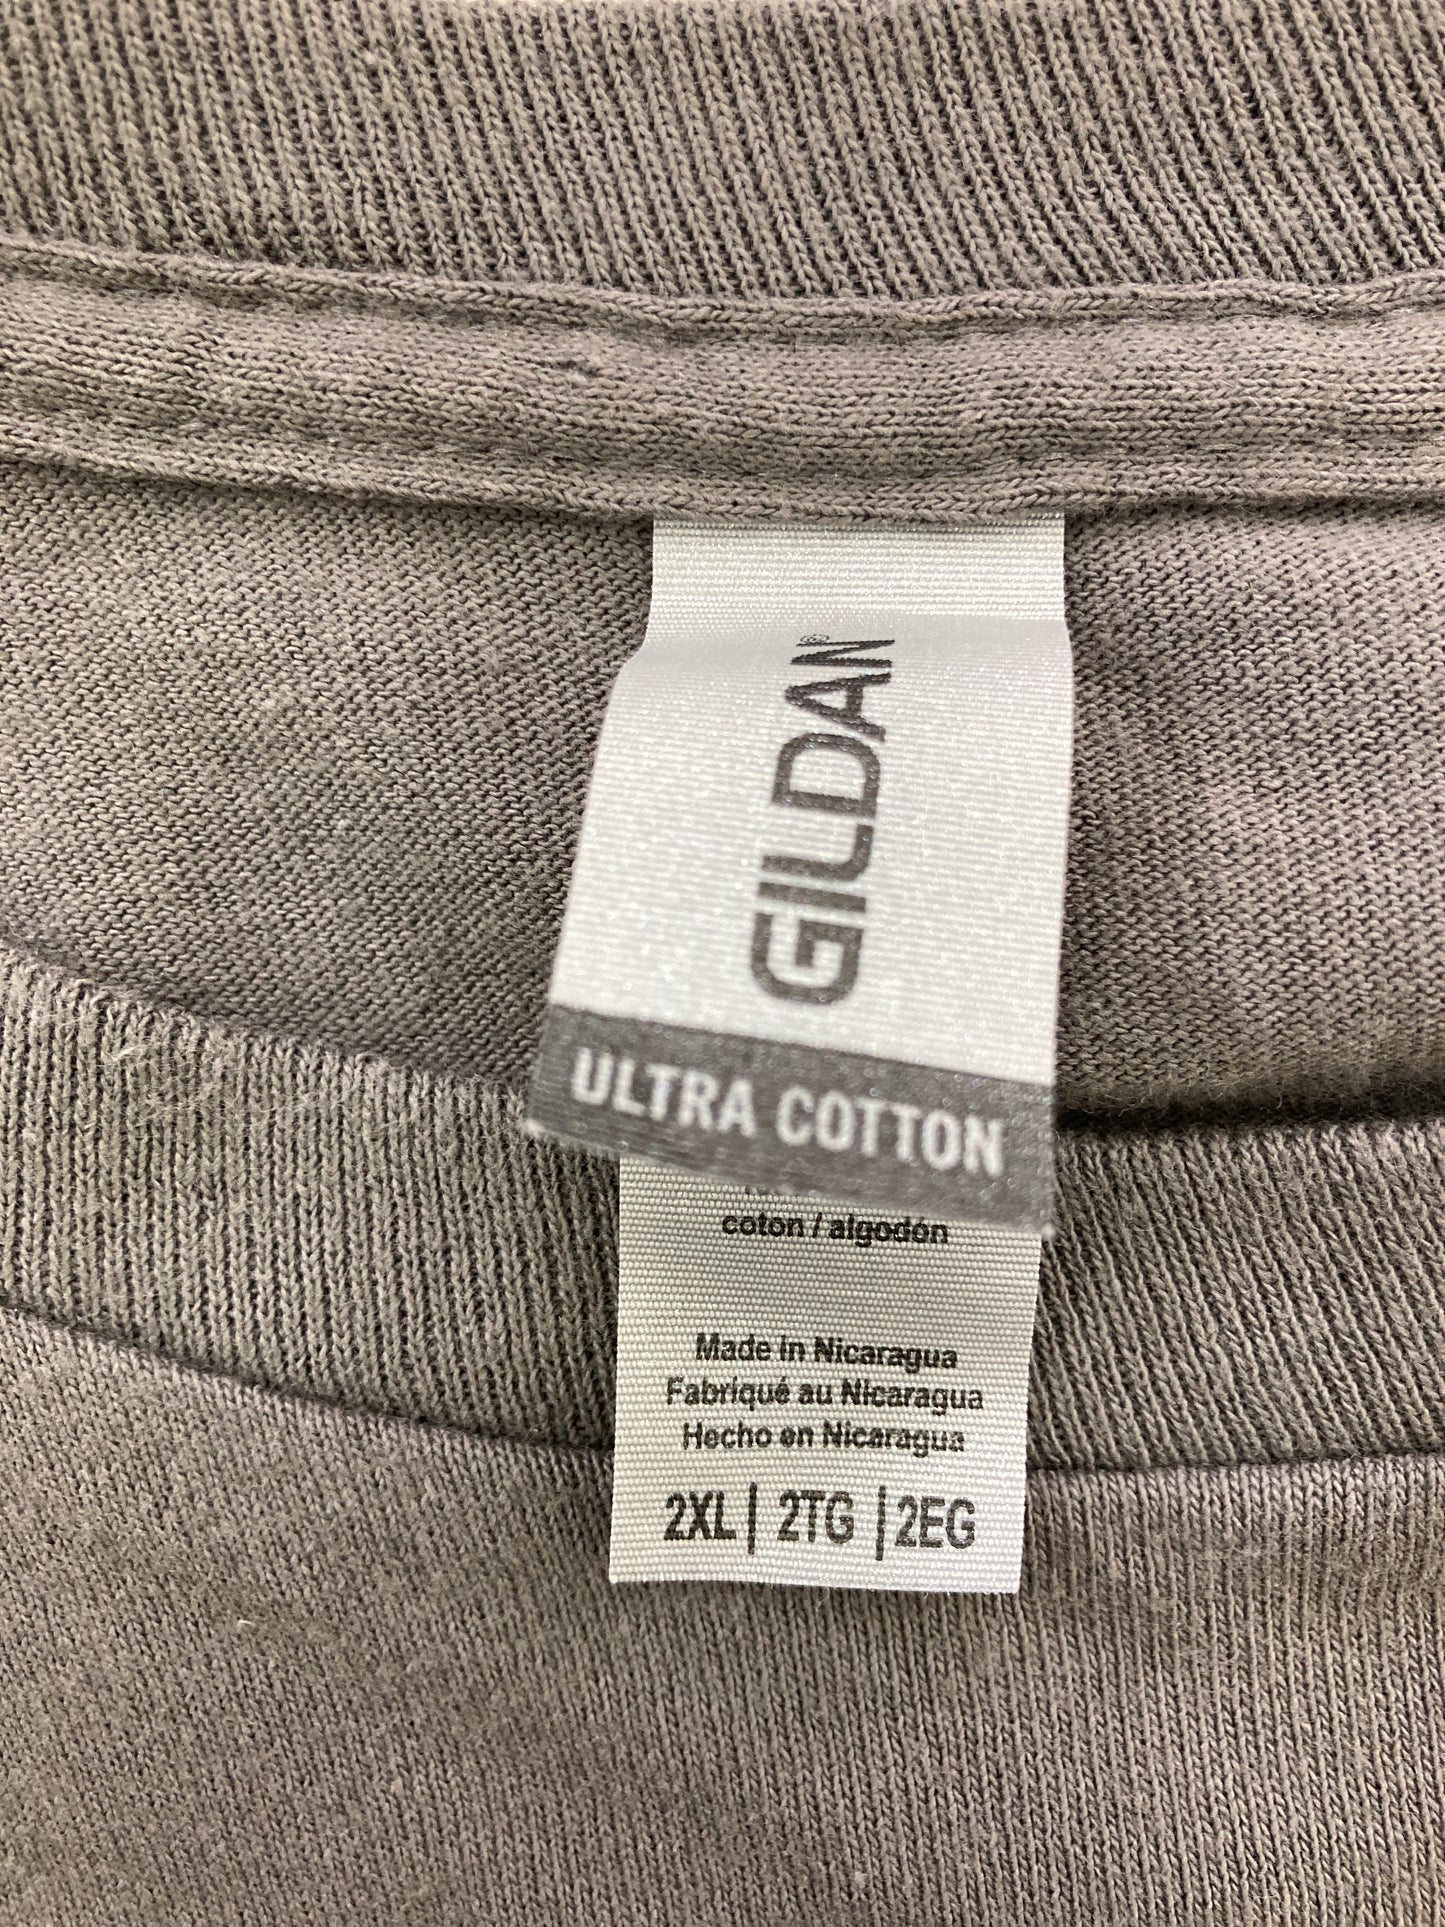 GILDAN®
ULTRA COTTON
coton / algodón
Made in Nicaragua
Fabriqué au Nicaragua
Hecho en Nicaragua
2XL | 2TG | 2EG